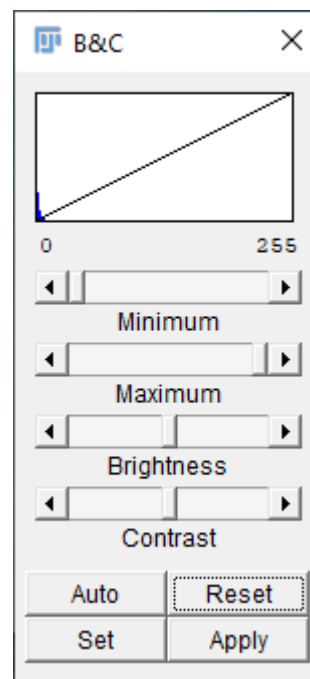 B&C
0 255
Minimum
Maximum
Brightness
Contrast
Auto Reset
Set Apply